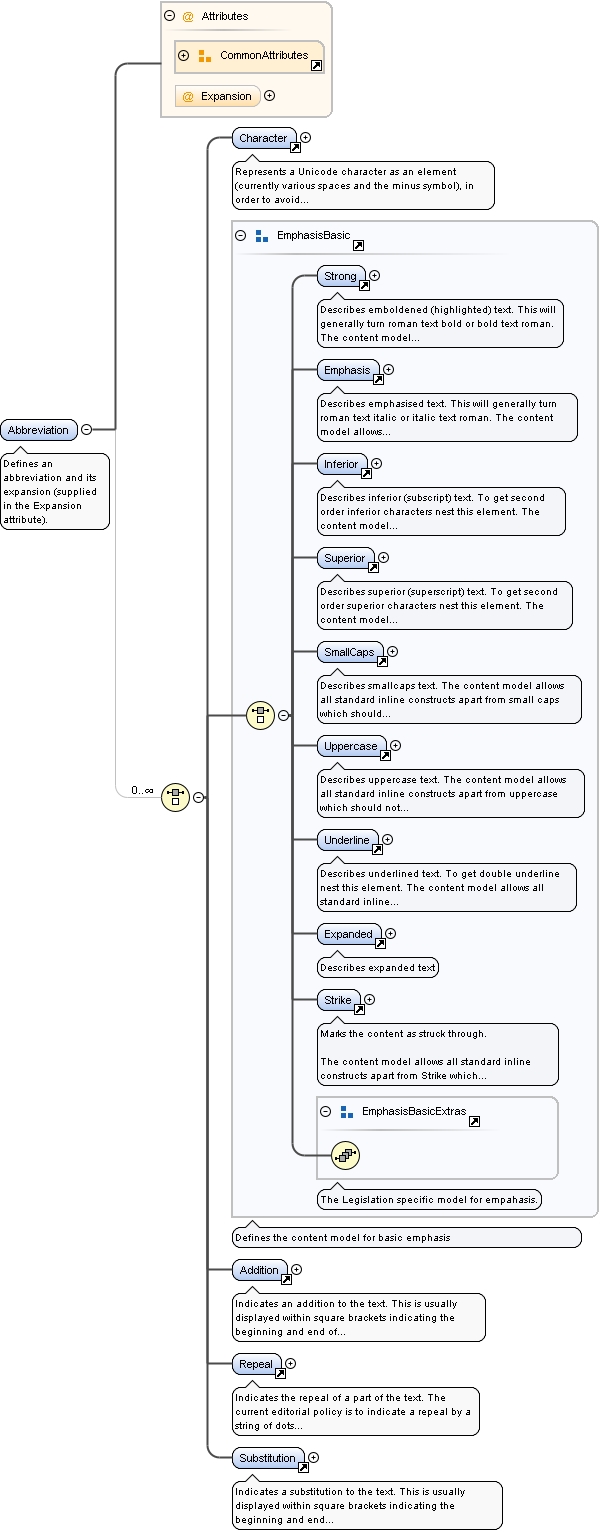 @ Attributes
CommonAttributes
@ Expansion
Character
Represents a Unicode character as an element
(currently various spaces and the minus symbol), in
order to avoid...
EmphasisBasic
Strong
Describes emboldened (highlighted) text. This will
generally turn roman text bold or bold text roman.
The content model...
Emphasis
Describes emphasised text. This will generally turn
roman text italic or italic text roman. The content
model allows...
Abbreviation
Defines an
abbreviation and its
expansion (supplied
in the Expansion
attribute).
Inferior
Describes inferior (subscript) text. To get second
order inferior characters nest this element. The
content model...
Superior
Describes superior (superscript) text. To get second
order superior characters nest this element. The
content model...
SmallCaps
Describes smallcaps text. The content model allows
all standard inline constructs apart from small caps
which should...
Uppercase
Describes uppercase text. The content model allows
all standard inline constructs apart from uppercase
which should not...
0..∞
Underline
Describes underlined text. To get double underline
nest this element. The content model allows all
standard inline...
Expanded
Describes expanded text
Strike
Marks the content as struck through.
The content model allows all standard inline
constructs apart from Strike which...
EmphasisBasicExtras
The Legislation specific model for empahasis.
Defines the content model for basic emphasis
Addition
Indicates an addition to the text. This is usually
displayed within square brackets indicating the
beginning and end of...
Repeal
Indicates the repeal of a part of the text. The
current editorial policy is to indicate a repeal by a
string of dots...
Substitution
Indicates a substitution to the text. This is usually
displayed within square brackets indicating the
beginning and end...